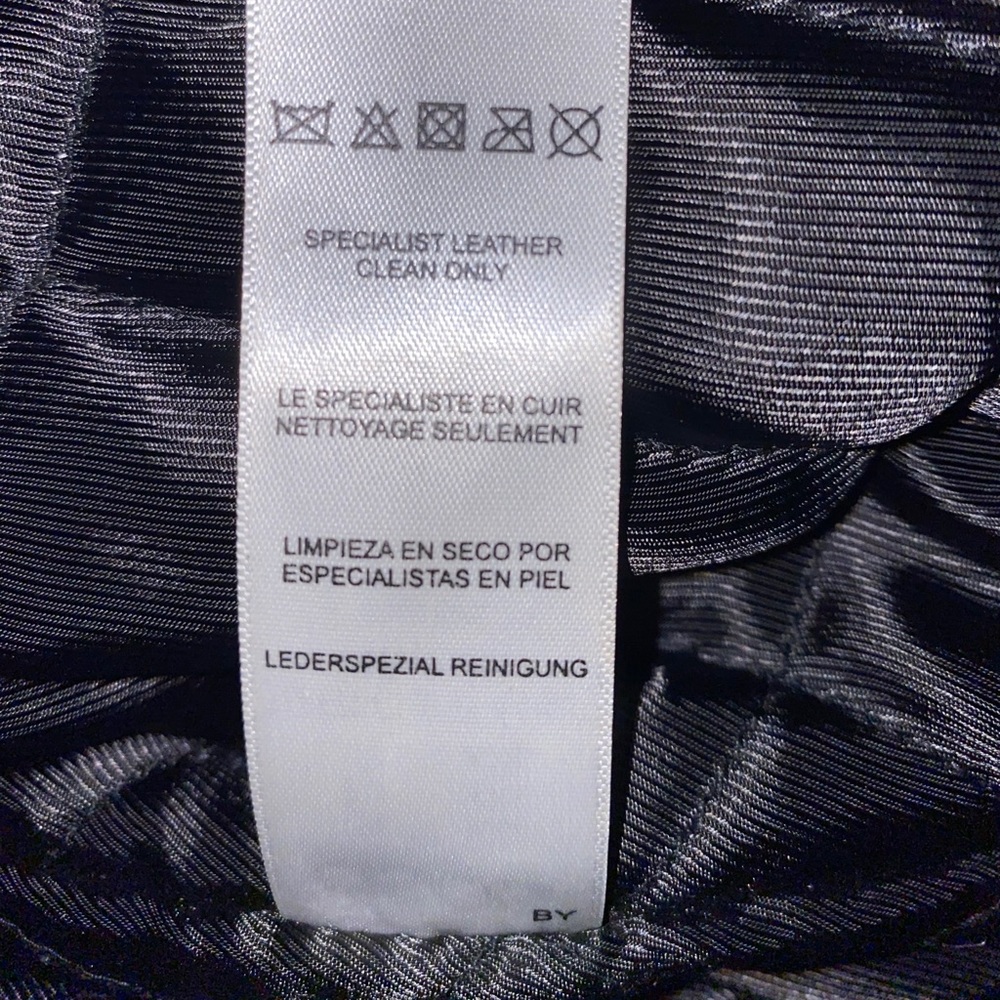 SPECIALIST LEATHER
CLEAN ONLY
LE SPECIALISTE EN CUIR
NETTOYAGE SEULEMENT
LIMPIEZA EN SECO POR
ESPECIALISTAS EN PIEL
LEDERSPEZIAL REINIGUNG
BY